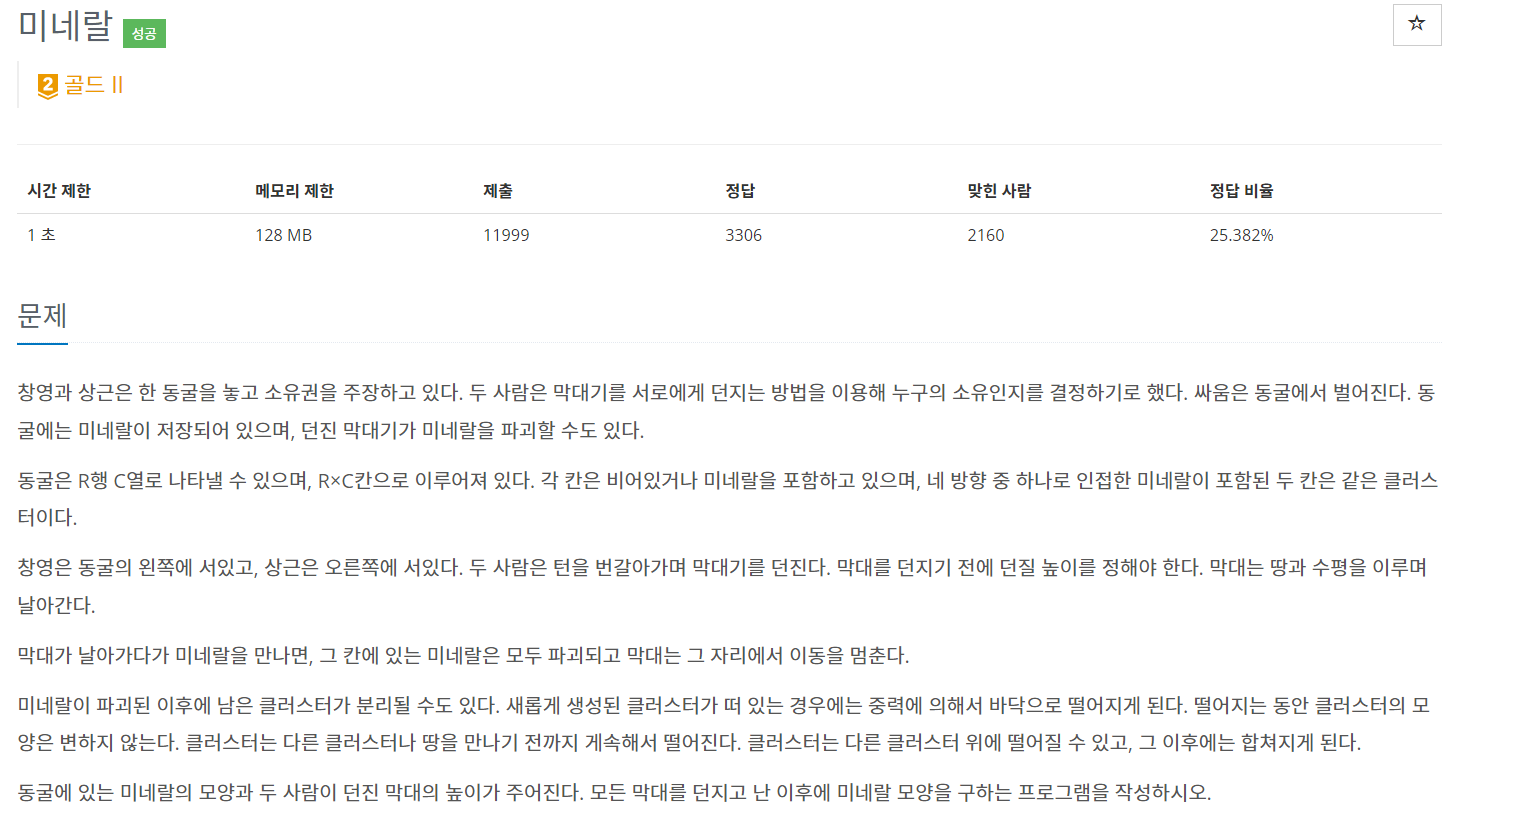 미네랄 성공
☆
2 골드 II
시간 제한 메모리 제한 제출 정답 맞힌 사람 정답 비율
1 초 128 MB 11999 3306 2160 25.382%
문제
창영과 상근은 한 동굴을 놓고 소유권을 주장하고 있다. 두 사람은 막대기를 서로에게 던지는 방법을 이용해 누구의 소유인지를 결정하기로 했다. 싸움은 동굴에서 벌어진다. 동
굴에는 미네랄이 저장되어 있으며, 던진 막대기가 미네랄을 파괴할 수도 있다.
동굴은 R행 C열로 나타낼 수 있으며, R×C칸으로 이루어져 있다. 각 칸은 비어있거나 미네랄을 포함하고 있으며, 네 방향 중 하나로 인접한 미네랄이 포함된 두 칸은 같은 클러스
터이다.
창영은 동굴의 왼쪽에 서있고, 상근은 오른쪽에 서있다. 두 사람은 턴을 번갈아가며 막대기를 던진다. 막대를 던지기 전에 던질 높이를 정해야 한다. 막대는 땅과 수평을 이루며
날아간다.
막대가 날아가다가 미네랄을 만나면, 그 칸에 있는 미네랄은 모두 파괴되고 막대는 그 자리에서 이동을 멈춘다.
미네랄이 파괴된 이후에 남은 클러스터가 분리될 수도 있다. 새롭게 생성된 클러스터가 떠 있는 경우에는 중력에 의해서 바닥으로 떨어지게 된다. 떨어지는 동안 클러스터의 모
양은 변하지 않는다. 클러스터는 다른 클러스터나 땅을 만나기 전까지 게속해서 떨어진다. 클러스터는 다른 클러스터 위에 떨어질 수 있고, 그 이후에는 합쳐지게 된다.
동굴에 있는 미네랄의 모양과 두 사람이 던진 막대의 높이가 주어진다. 모든 막대를 던지고 난 이후에 미네랄 모양을 구하는 프로그램을 작성하시오.